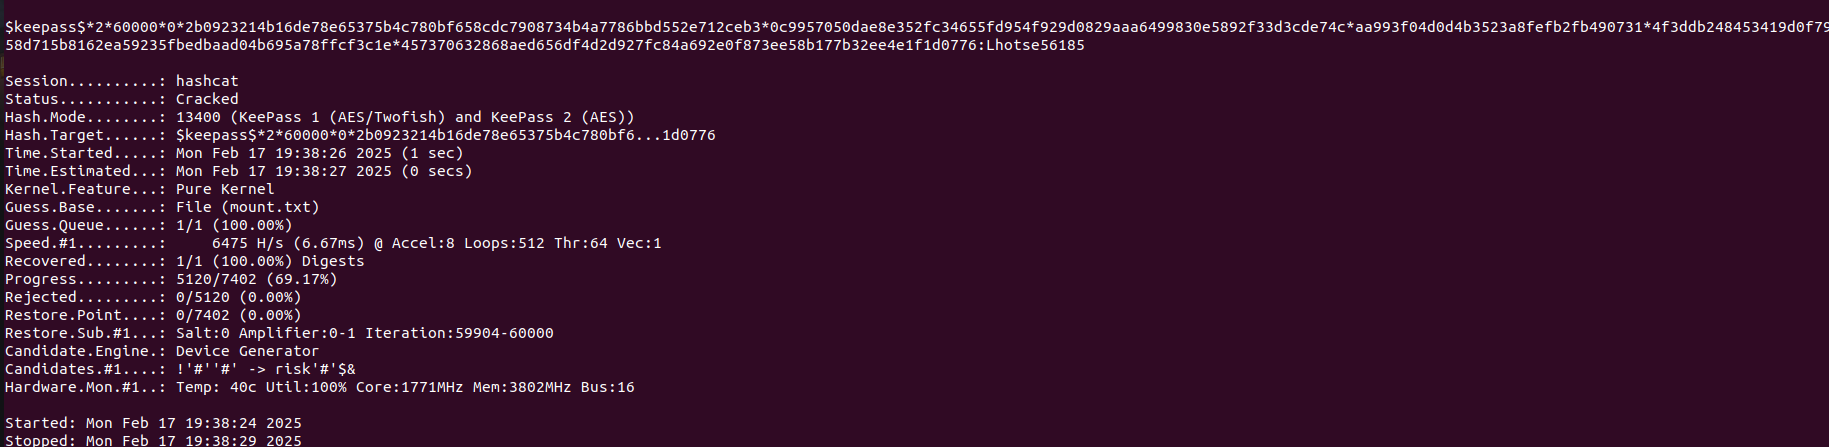 $keepass$*2*60000*0*2b0923214b16de78e65375b4c780bf658cdc7908734b4a7786bbd552e712ceb3*0c9957050dae8e352fc34655fd954f929d0829aaa6499830e5892f33d3cde74c*aa993f04d0d4b3523a8fefb2fb490731*4f3ddb248453419d0f79
58d715b8162ea59235fbedbaad04b695a78ffcf3c1e*457370632868aed656df4d2d927fc84a692e0f873ee58b177b32ee4e1f1d0776:Lhotse56185
Session..........: hashcat
Status...........: Cracked
Hash.Mode........: 13400 (KeePass 1 (AES/Twofish) and KeePass 2 (AES))
Hash.Target......: $keepass$*2*60000*0*2b0923214b16de78e65375b4c780bf6...1d0776
Time.Started.....: Mon Feb 17 19:38:26 2025 (1 sec)
Time.Estimated...: Mon Feb 17 19:38:27 2025 (0 secs)
Kernel.Feature...: Pure Kernel
Guess.Base.......: File (mount.txt)
Guess.Queue......: 1/1 (100.00%)
Speed.#1.........:     6475 H/s (6.67ms) @ Accel:8 Loops:512 Thr:64 Vec:1
Recovered........: 1/1 (100.00%) Digests
Progress.........: 5120/7402 (69.17%)
Rejected.........: 0/5120 (0.00%)
Restore.Point....: 0/7402 (0.00%)
Restore.Sub.#1...: Salt:0 Amplifier:0-1 Iteration:59904-60000
Candidate.Engine.: Device Generator
Candidates.#1....: !'#''#' -> risk'#'$&
Hardware.Mon.#1..: Temp: 40c Util:100% Core:1771MHz Mem:3802MHz Bus:16
Started: Mon Feb 17 19:38:24 2025
Stopped: Mon Feb 17 19:38:29 2025